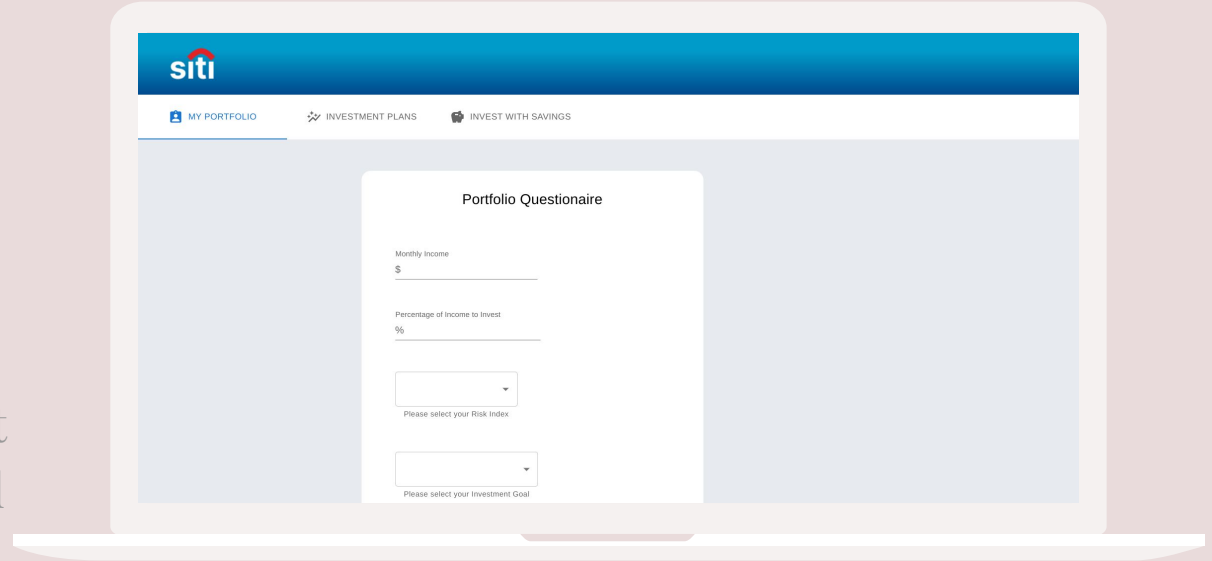 siti
MY PORTFOLIO
INVESTMENT PLANS
INVEST WITH SAVINGS
Portfolio Questionaire
Monthly Income
$
Percentage of Income to Invest
%
Please select your Risk Index
Please select your Investment Goal